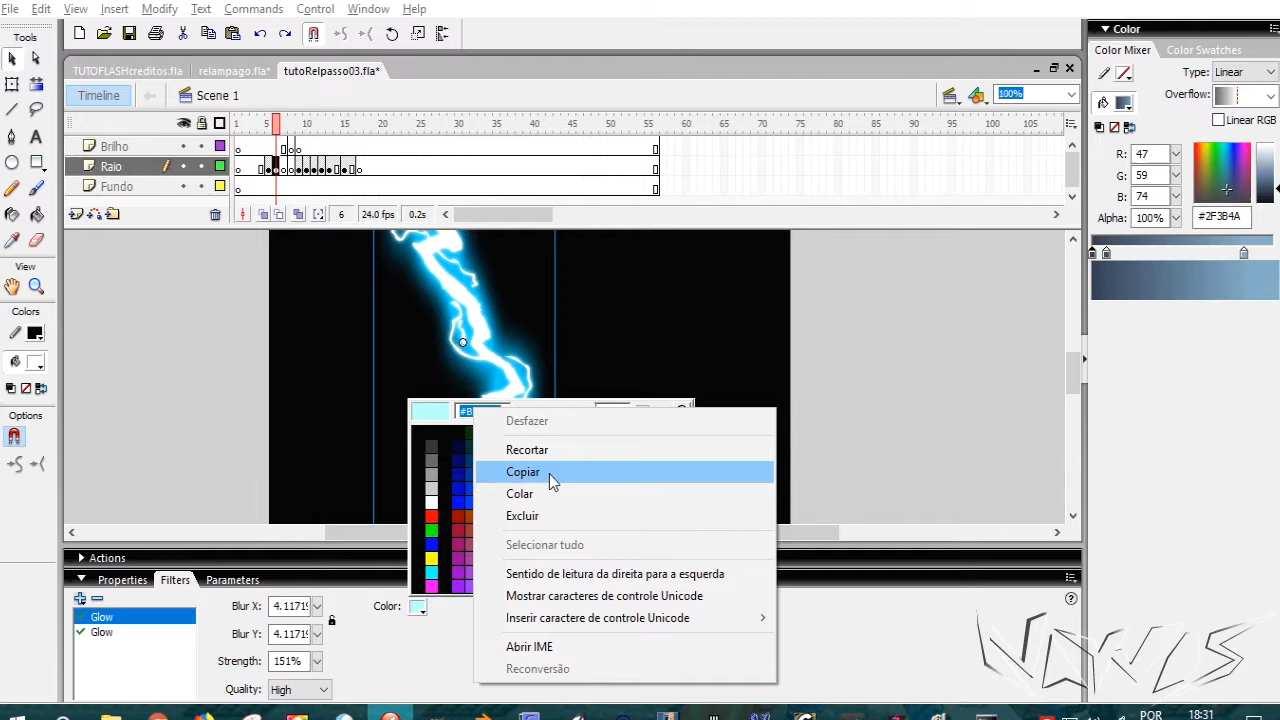 File Edit View Insert Modify Text Commands Control Window Help
Tools
TUTOFLASHcreditos.fla relampago.fla* tutoRelpasso03.fla*
Timeline Scene 1 100%
1 5 10 15 20 25 30 35 40 45 50 55 60 65 70 75 80 85 90 95 100 105
Brilho
Raio
Fundo
6 24.0 fps 0.2s
View
Colors
Options
Color
Color Mixer Color Swatches
Type: Linear
Overflow:
Linear RGB
R: 47
G: 59
B: 74
Alpha: 100% #2F3B4A
#B
Desfazer
Recortar
Copiar
Colar
Excluir
Selecionar tudo
Sentido de leitura da direita para a esquerda
Mostrar caracteres de controle Unicode
Inserir caractere de controle Unicode
Abrir IME
Reconversão
Actions
Properties Filters Parameters
Glow
Glow
Blur X: 4.1171
Blur Y: 4.1171
Strength: 151%
Quality: High
Color:
POR 18:31